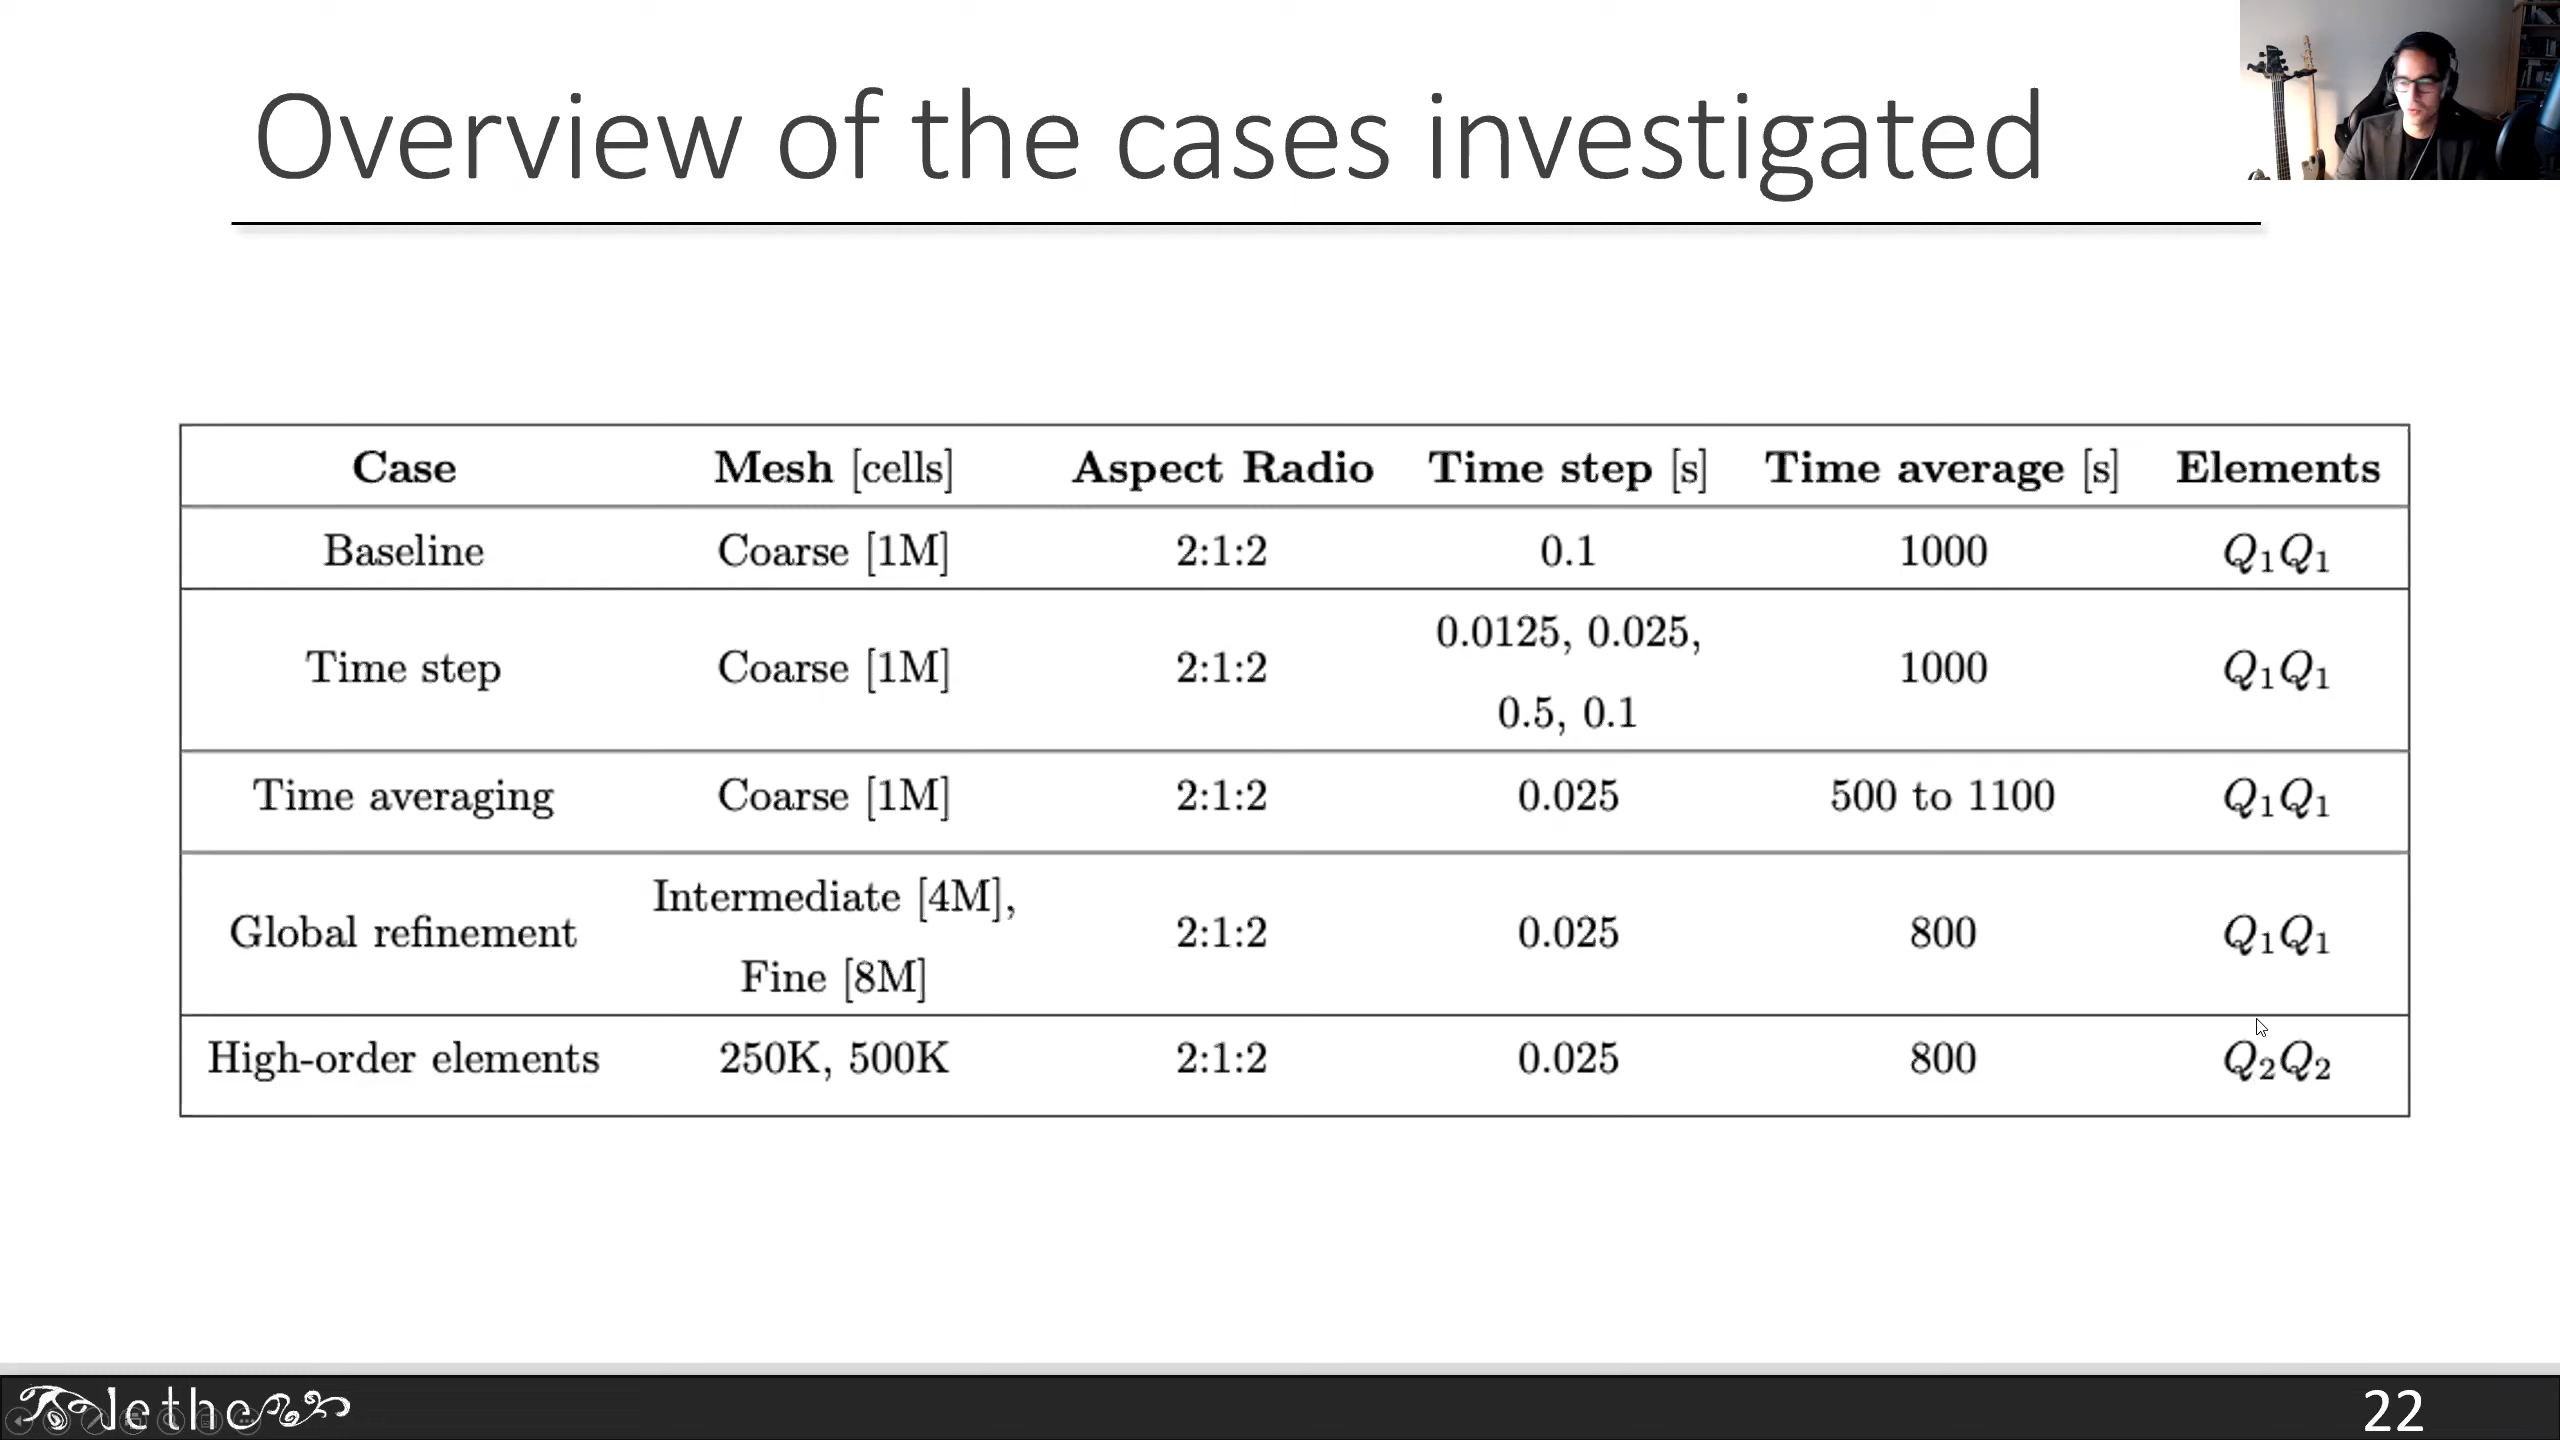 Overview of the cases investigated
Case Mesh [cells] Aspect Radio Time step [s] Time average [s] Elements
Baseline Coarse [1M] 2:1:2 0.1 1000 Q₁Q₁
Time step Coarse [1M] 2:1:2 0.0125, 0.025, 0.5, 0.1 1000 Q₁Q₁
Time averaging Coarse [1M] 2:1:2 0.025 500 to 1100 Q₁Q₁
Global refinement Intermediate [4M], Fine [8M] 2:1:2 0.025 800 Q₁Q₁
High-order elements 250K, 500K 2:1:2 0.025 800 Q₂Q₂
lethe
22